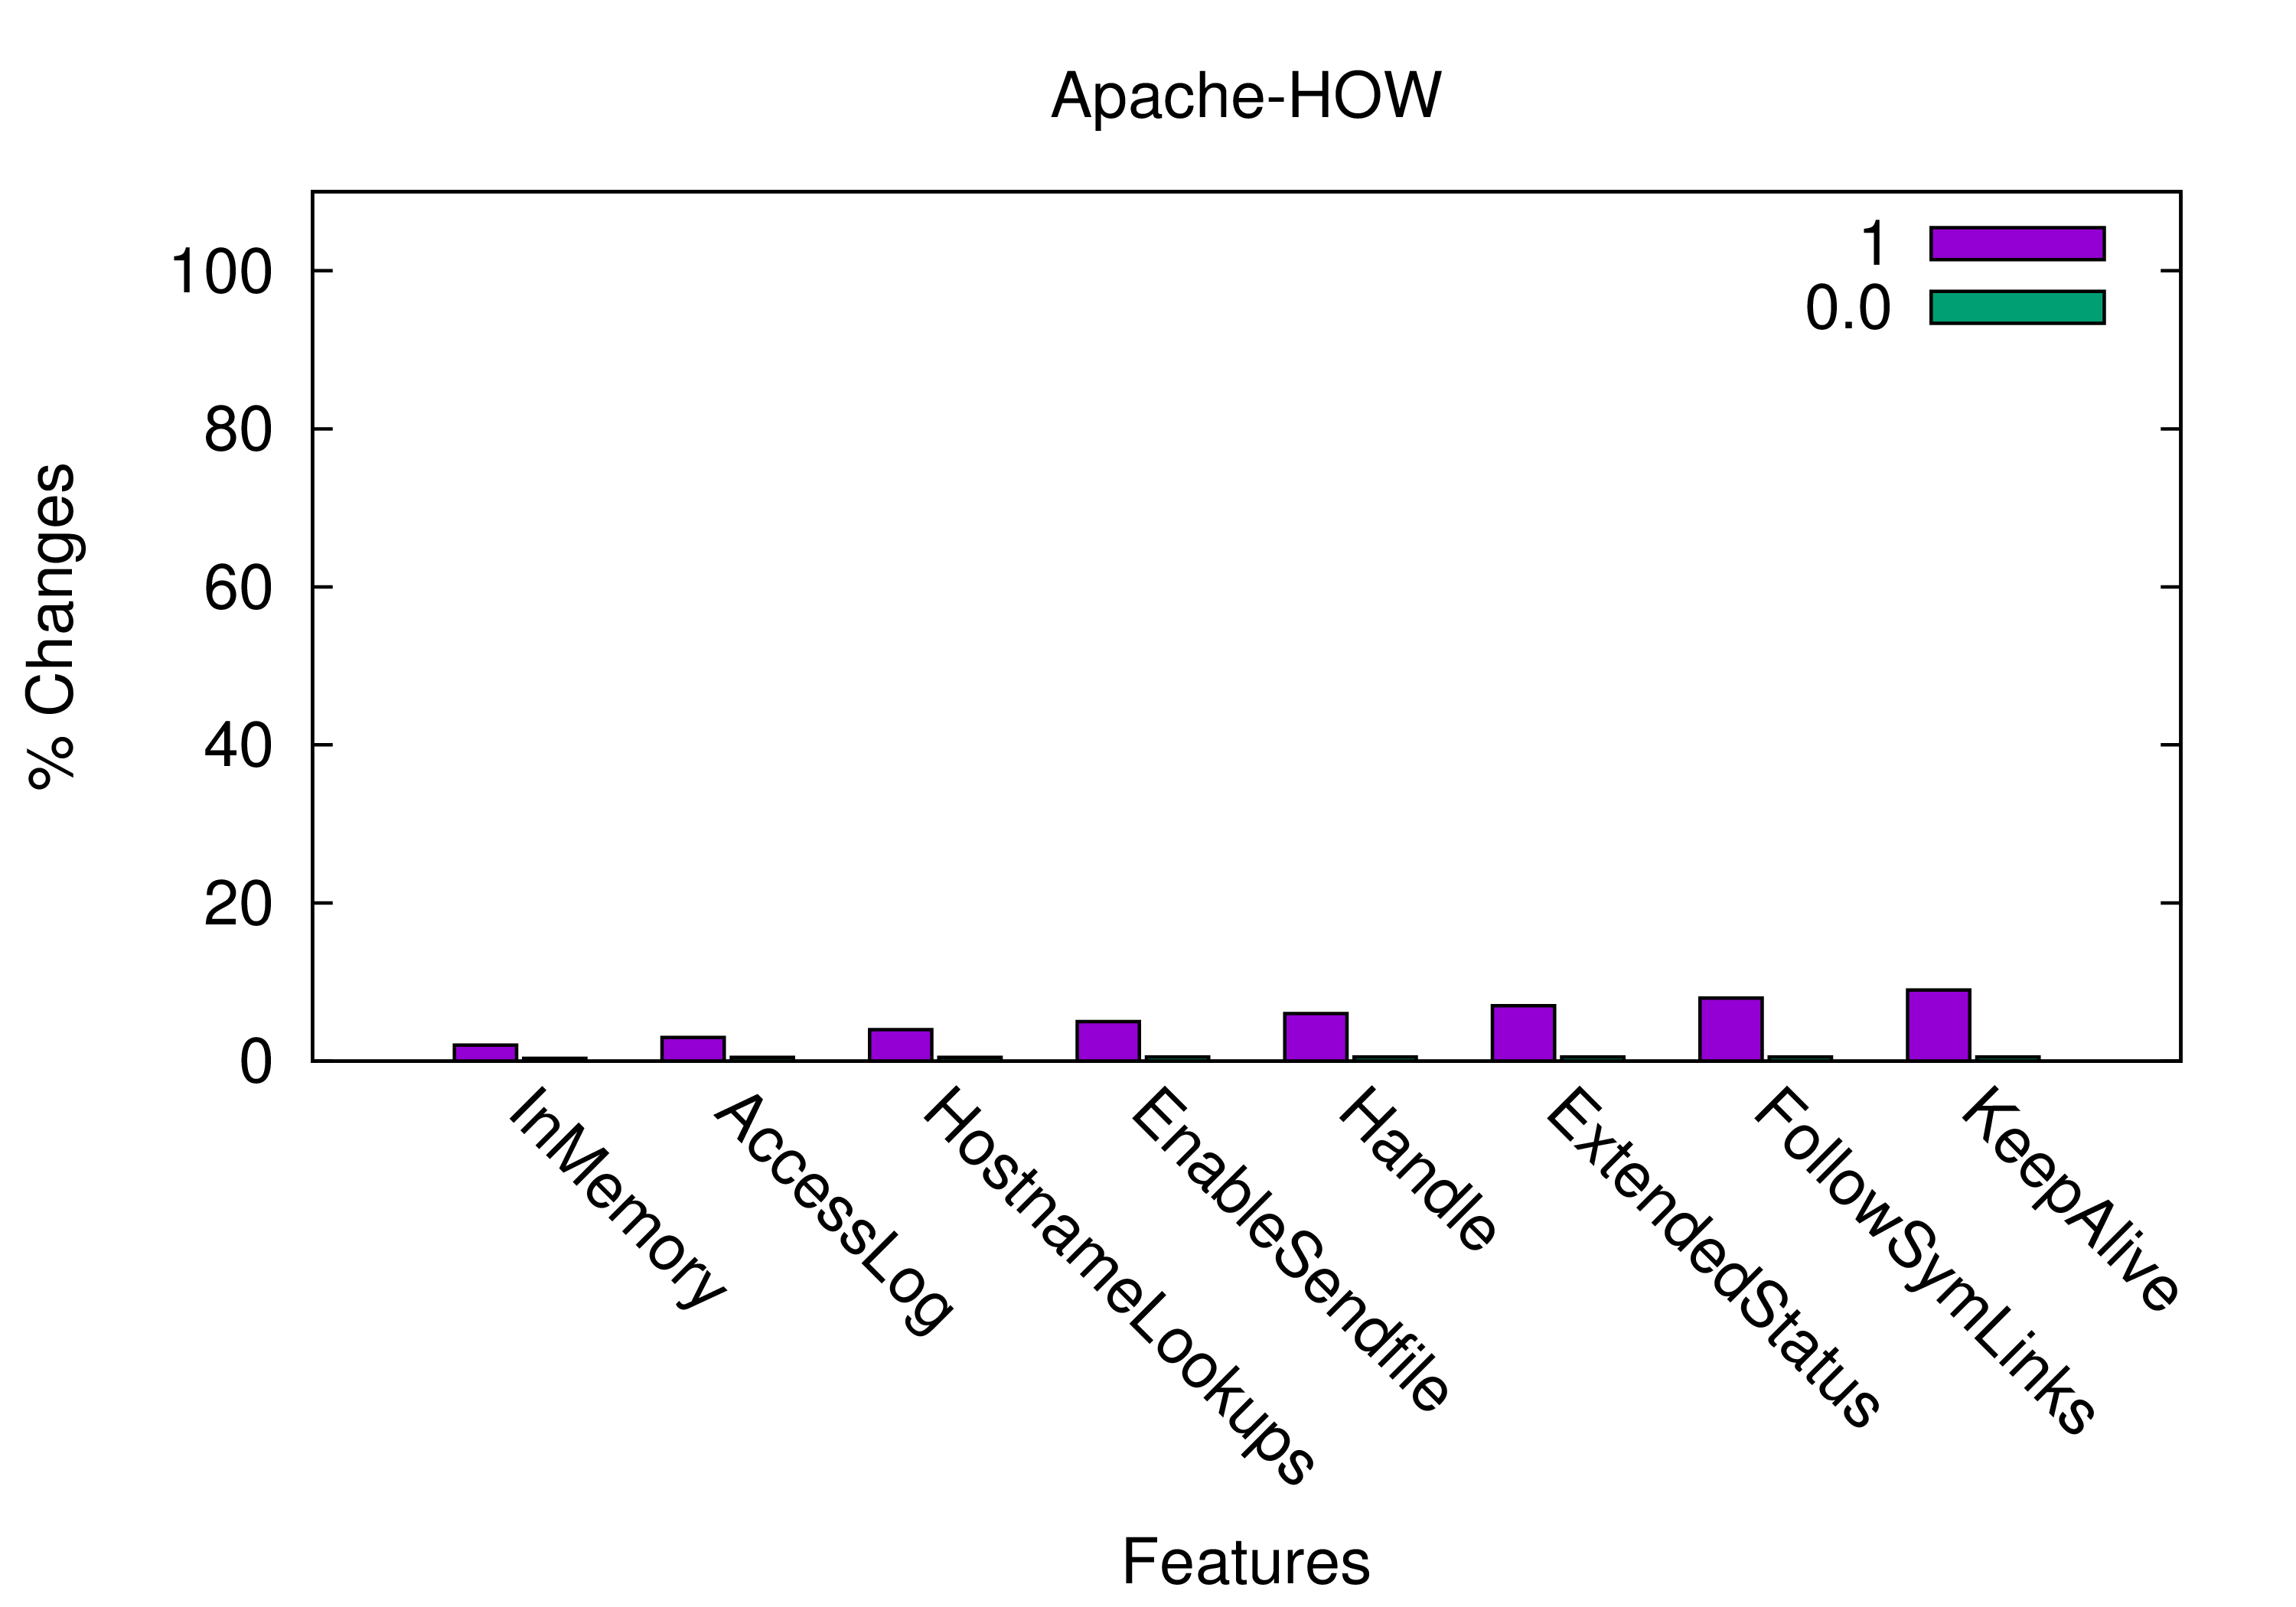 Apache-HOW
1
0.0
% Changes
100
80
60
40
20
0
InMemory
AccessLog
HostnameLookups
EnableSendfile
Handle
ExtendedStatus
FollowSymLinks
KeepAlive
Features